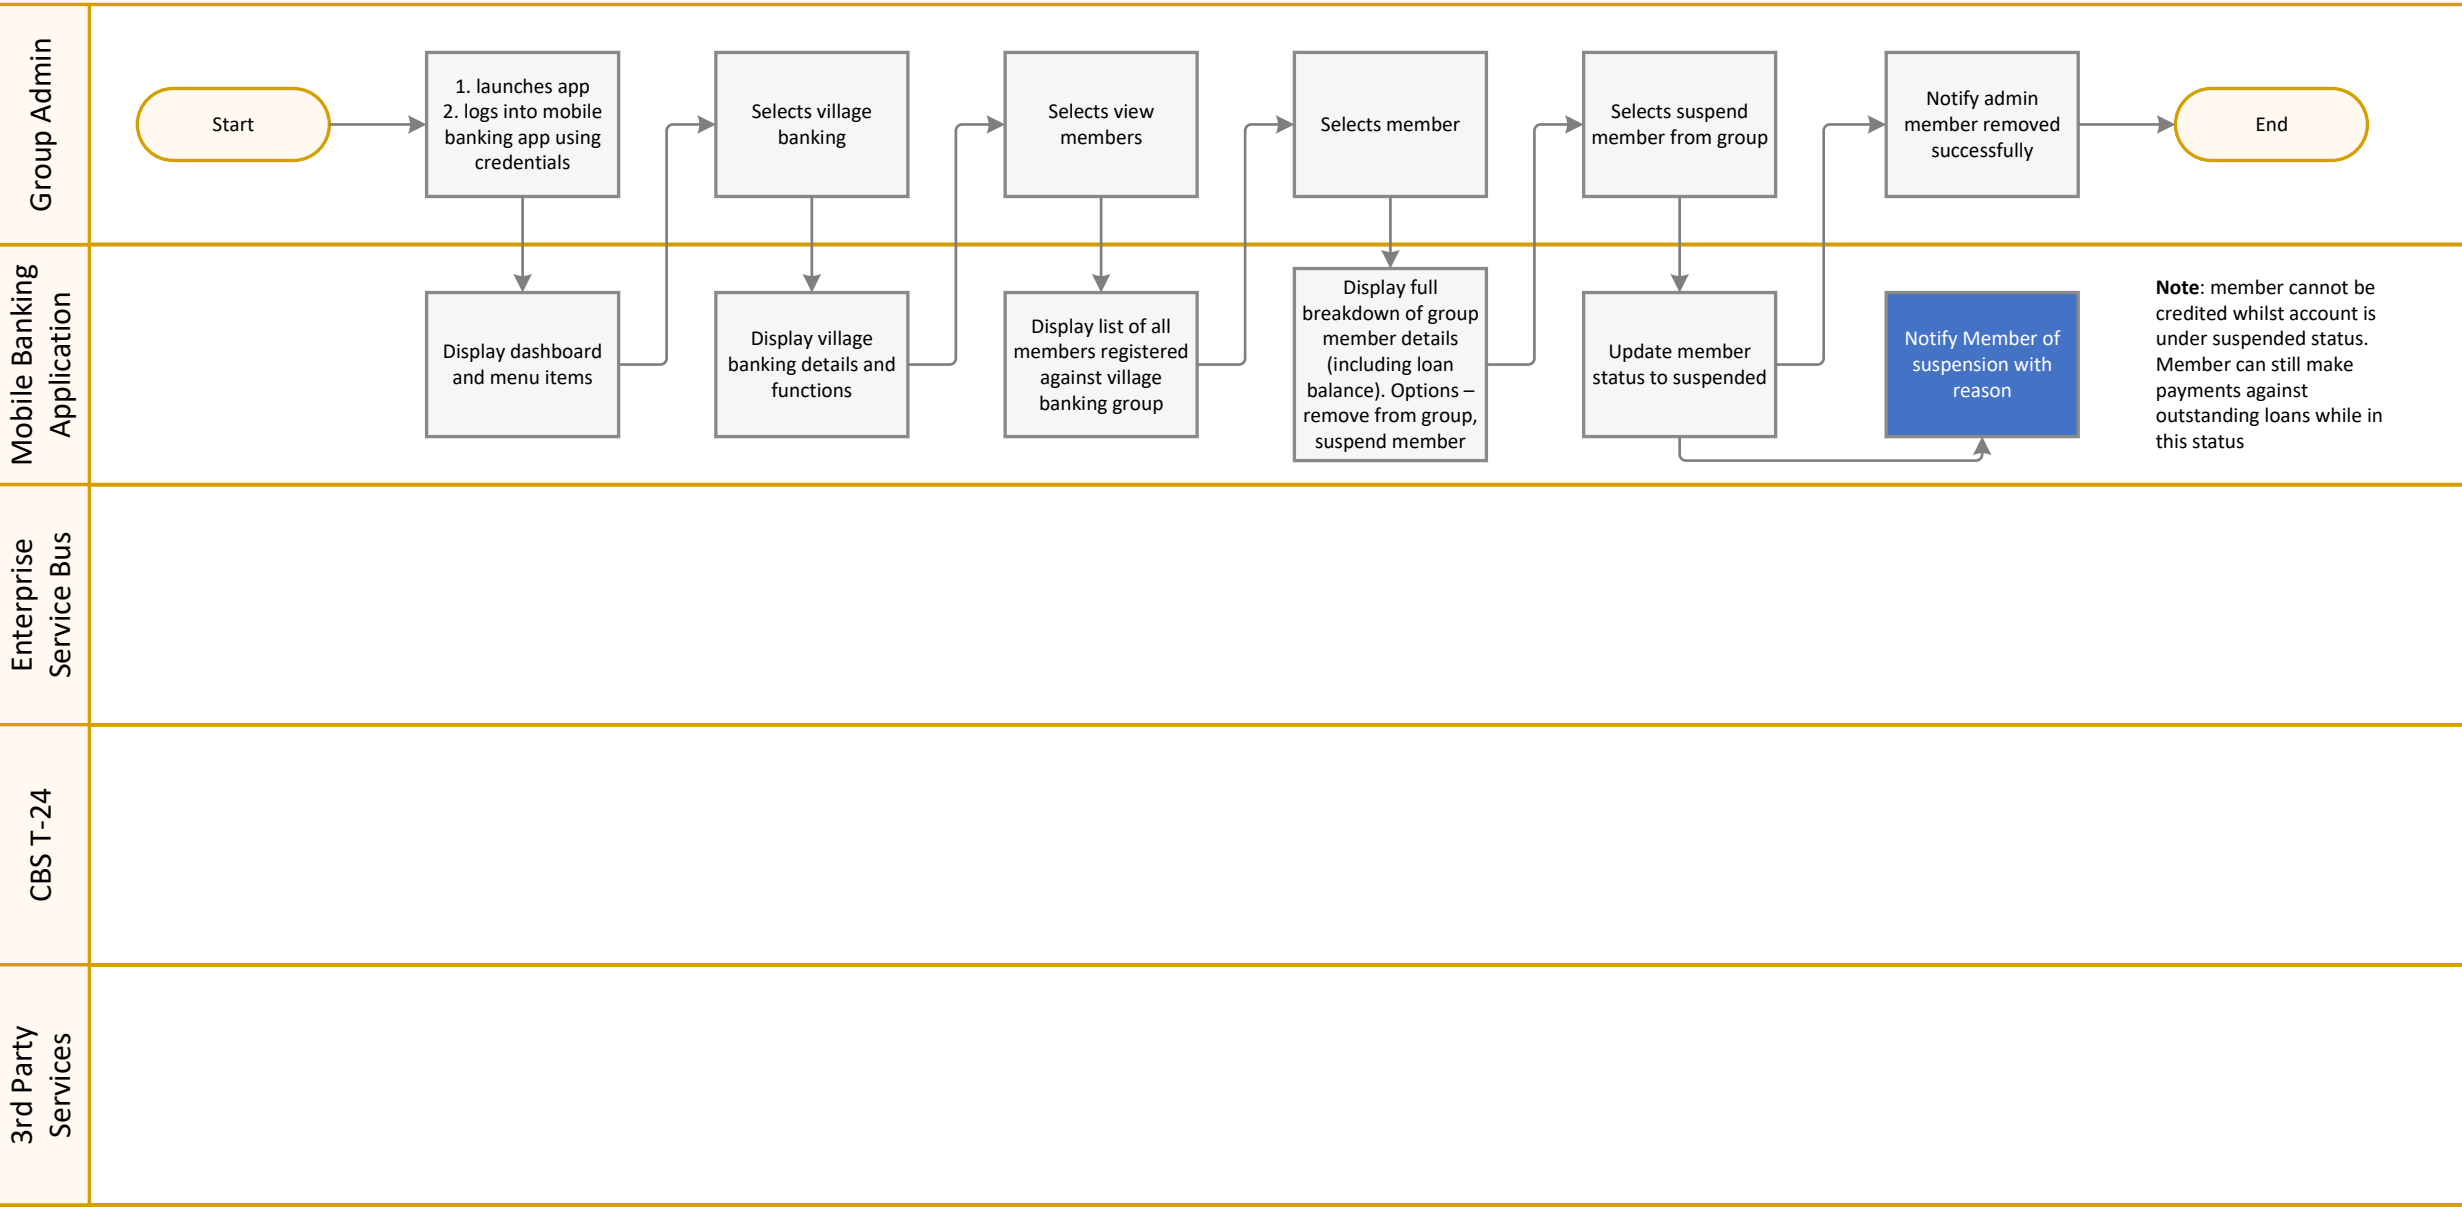 Group Admin
Start
1. launches app
2. logs into mobile
banking app using
credentials
Selects village
banking
Selects view
members
Selects member
Selects suspend
member from group
Notify admin
member removed
successfully
End
Mobile Banking
Application
Display dashboard
and menu items
Display village
banking details and
functions
Display list of all
members registered
against village
banking group
Display full
breakdown of group
member details
(including loan
balance). Options –
remove from group,
suspend member
Update member
status to suspended
Notify Member of
suspension with
reason
Note: member cannot be
credited whilst account is
under suspended status.
Member can still make
payments against
outstanding loans while in
this status
Enterprise
Service Bus
CBS T-24
3rd Party
Services